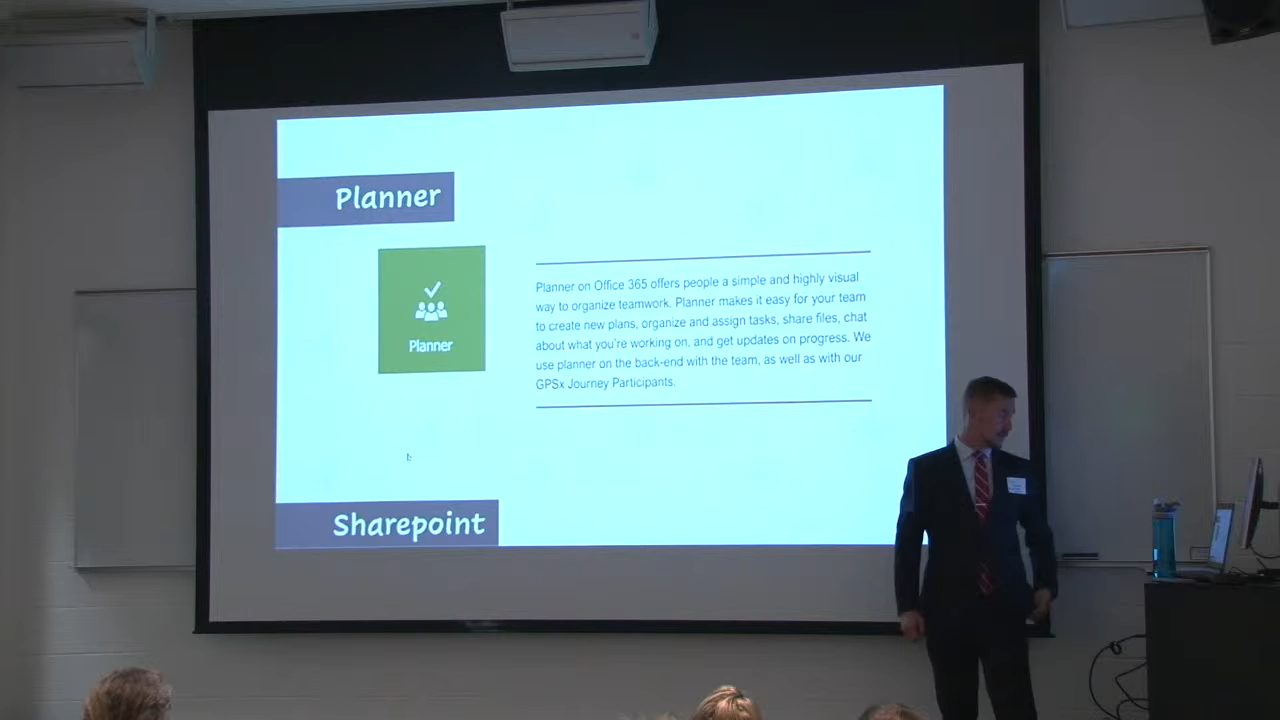 Planner
Planner
Planner on Office 365 offers people a simple and highly visual
way to organize teamwork. Planner makes it easy for your team
to create new plans, organize and assign tasks, share files, chat
about what you're working on, and get updates on progress. We
use planner on the back-end with the team, as well as with our
GPSx Journey Participants.
Sharepoint